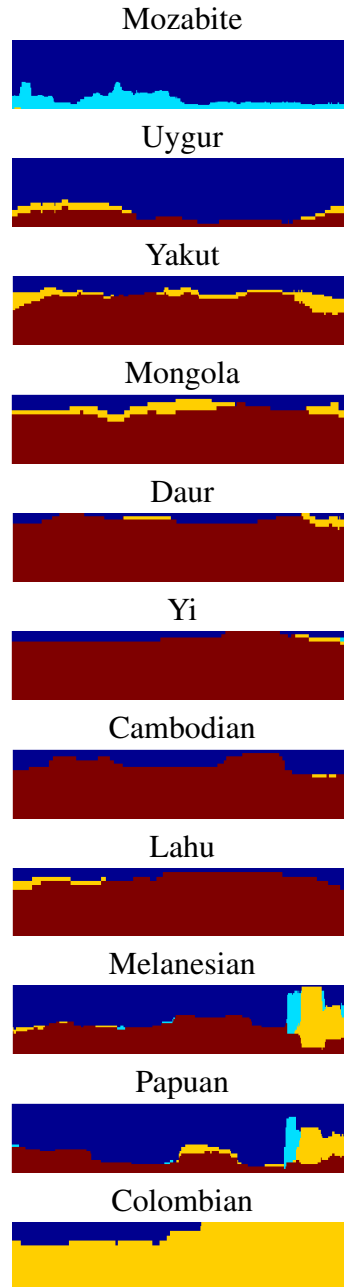 Mozabite
Uygur
Yakut
Mongola
Daur
Yi
Cambodian
Lahu
Melanesian
Papuan
Colombian